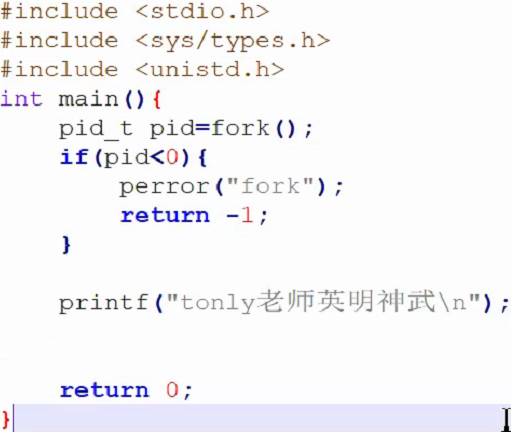 #include <stdio.h>
#include <sys/types.h>
#include <unistd.h>
int main(){
    pid_t pid=fork();
    if(pid<0){
        perror("fork");
        return -1;
    }
    printf("tonly老师英明神武\n");
    return 0;
}